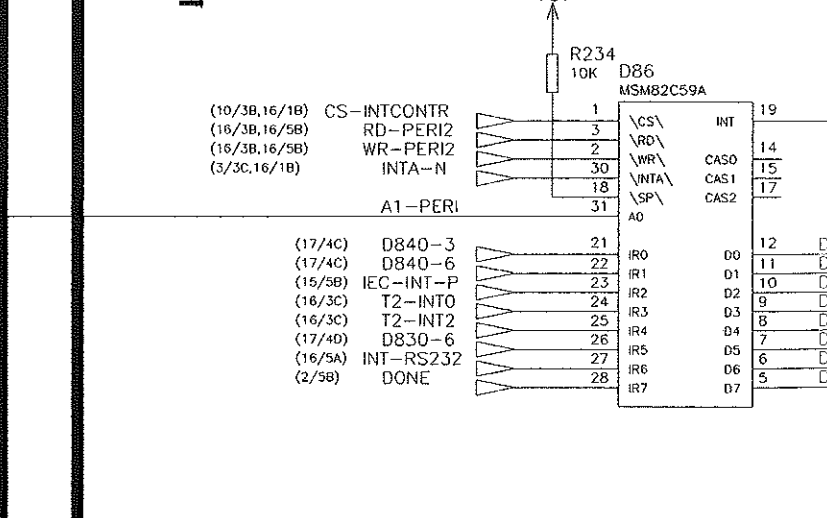 R234
10K
D86
MSM82C59A
(10/3B,16/1B) CS-INTCONTR 1 \CS\ INT 19
(16/3B,16/5B) RD-PERI2 3 \RD\
(16/3B,16/5B) WR-PERI2 2 \WR\ CAS0 14
(3/3C,16/1B) INTA-N 30 \INTA\ CAS1 15
18 \SP\ CAS2 17
A1-PERI 31 A0
(17/4C) D840-3 21 IR0 D0 12
(17/4C) D840-6 22 IR1 D1 11
(15/5B) IEC-INT-P 23 IR2 D2 10
(16/3C) T2-INT0 24 IR3 D3 9
(16/3C) T2-INT2 25 IR4 D4 8
(17/4D) D830-6 26 IR5 D5 7
(16/5A) INT-RS232 27 IR6 D6 6
(2/5B) DONE 28 IR7 D7 5